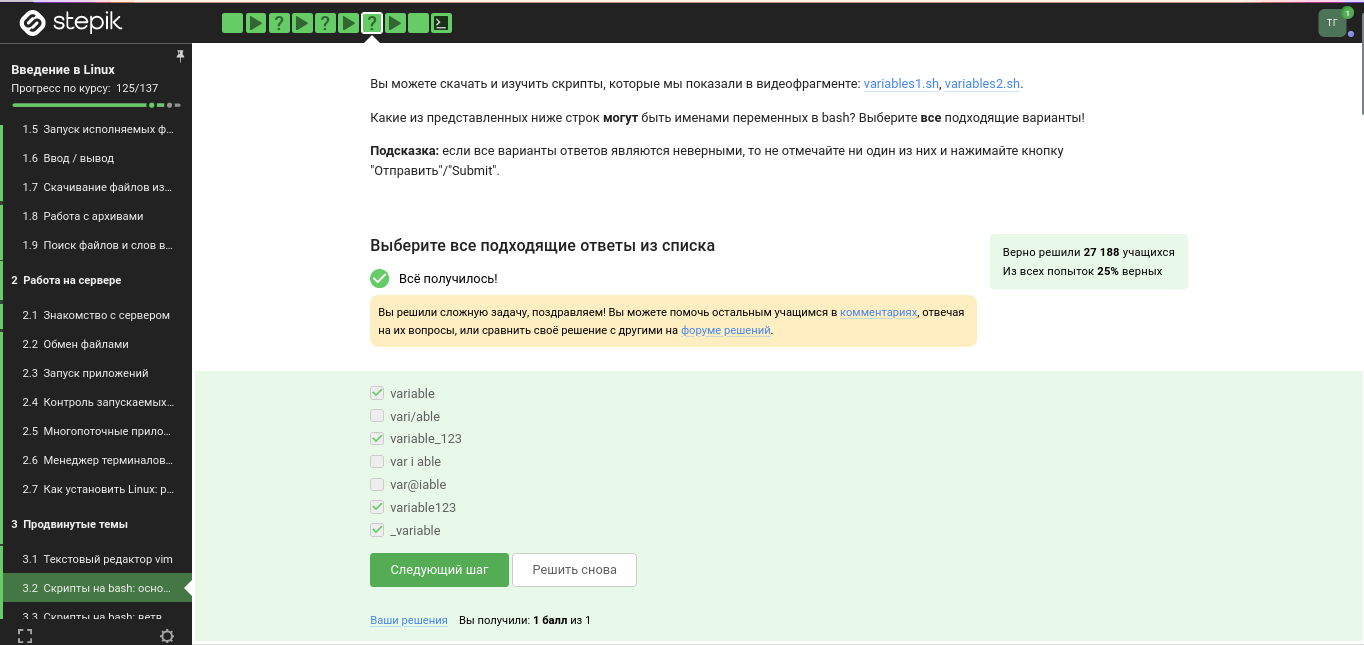 stepik
? ? ?
ТГ
1
Введение в Linux
Прогресс по курсу: 125/137
1.5 Запуск исполняемых ф...
1.6 Ввод / вывод
1.7 Скачивание файлов из...
1.8 Работа с архивами
1.9 Поиск файлов и слов в...
2 Работа на сервере
2.1 Знакомство с сервером
2.2 Обмен файлами
2.3 Запуск приложений
2.4 Контроль запускаемых...
2.5 Многопоточные прило...
2.6 Менеджер терминалов...
2.7 Как установить Linux: р...
3 Продвинутые темы
3.1 Текстовый редактор vim
3.2 Скрипты на bash: осно...
3.3 Скрипты на bash: ветв...
Вы можете скачать и изучить скрипты, которые мы показали в видеофрагменте: variables1.sh, variables2.sh.
Какие из представленных ниже строк могут быть именами переменных в bash? Выберите все подходящие варианты!
Подсказка: если все варианты ответов являются неверными, то не отмечайте ни один из них и нажимайте кнопку
"Отправить"/"Submit".
Выберите все подходящие ответы из списка
Верно решили 27 188 учащихся
Из всех попыток 25% верных
Всё получилось!
Вы решили сложную задачу, поздравляем! Вы можете помочь остальным учащимся в комментариях, отвечая
на их вопросы, или сравнить своё решение с другими на форуме решений.
variable
vari/able
variable_123
var i able
var@iable
variable123
_variable
Следующий шаг
Решить снова
Ваши решения Вы получили: 1 балл из 1